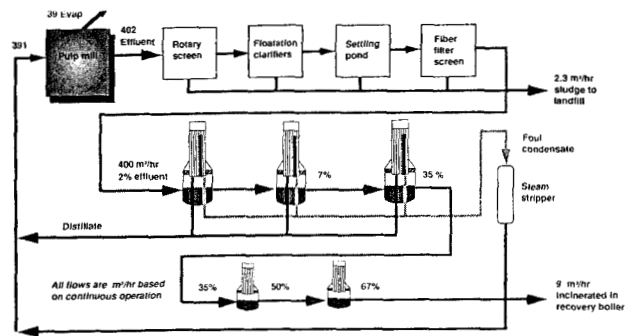 39 Evap
391
Pulp mill
402
Effluent
Rotary
screen
Floatation
clarifiers
Settling
pond
Fiber
filter
screen
2.3 m³/hr
sludge to
landfill
400 m³/hr
2% effluent
7%
35 %
Foul
condensate
Steam
stripper
Distillate
All flows are m³/hr based
on continuous operation
35%
50%
67%
9 m³/hr
incinerated in
recovery boiler